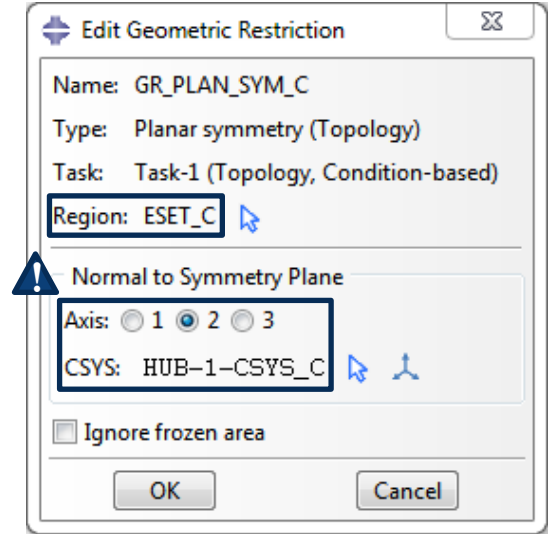 Edit Geometric Restriction
Name: GR_PLAN_SYM_C
Type: Planar symmetry (Topology)
Task: Task-1 (Topology, Condition-based)
Region: ESET_C
Normal to Symmetry Plane
Axis: 1 2 3
CSYS: HUB-1-CSYS_C
Ignore frozen area
OK Cancel